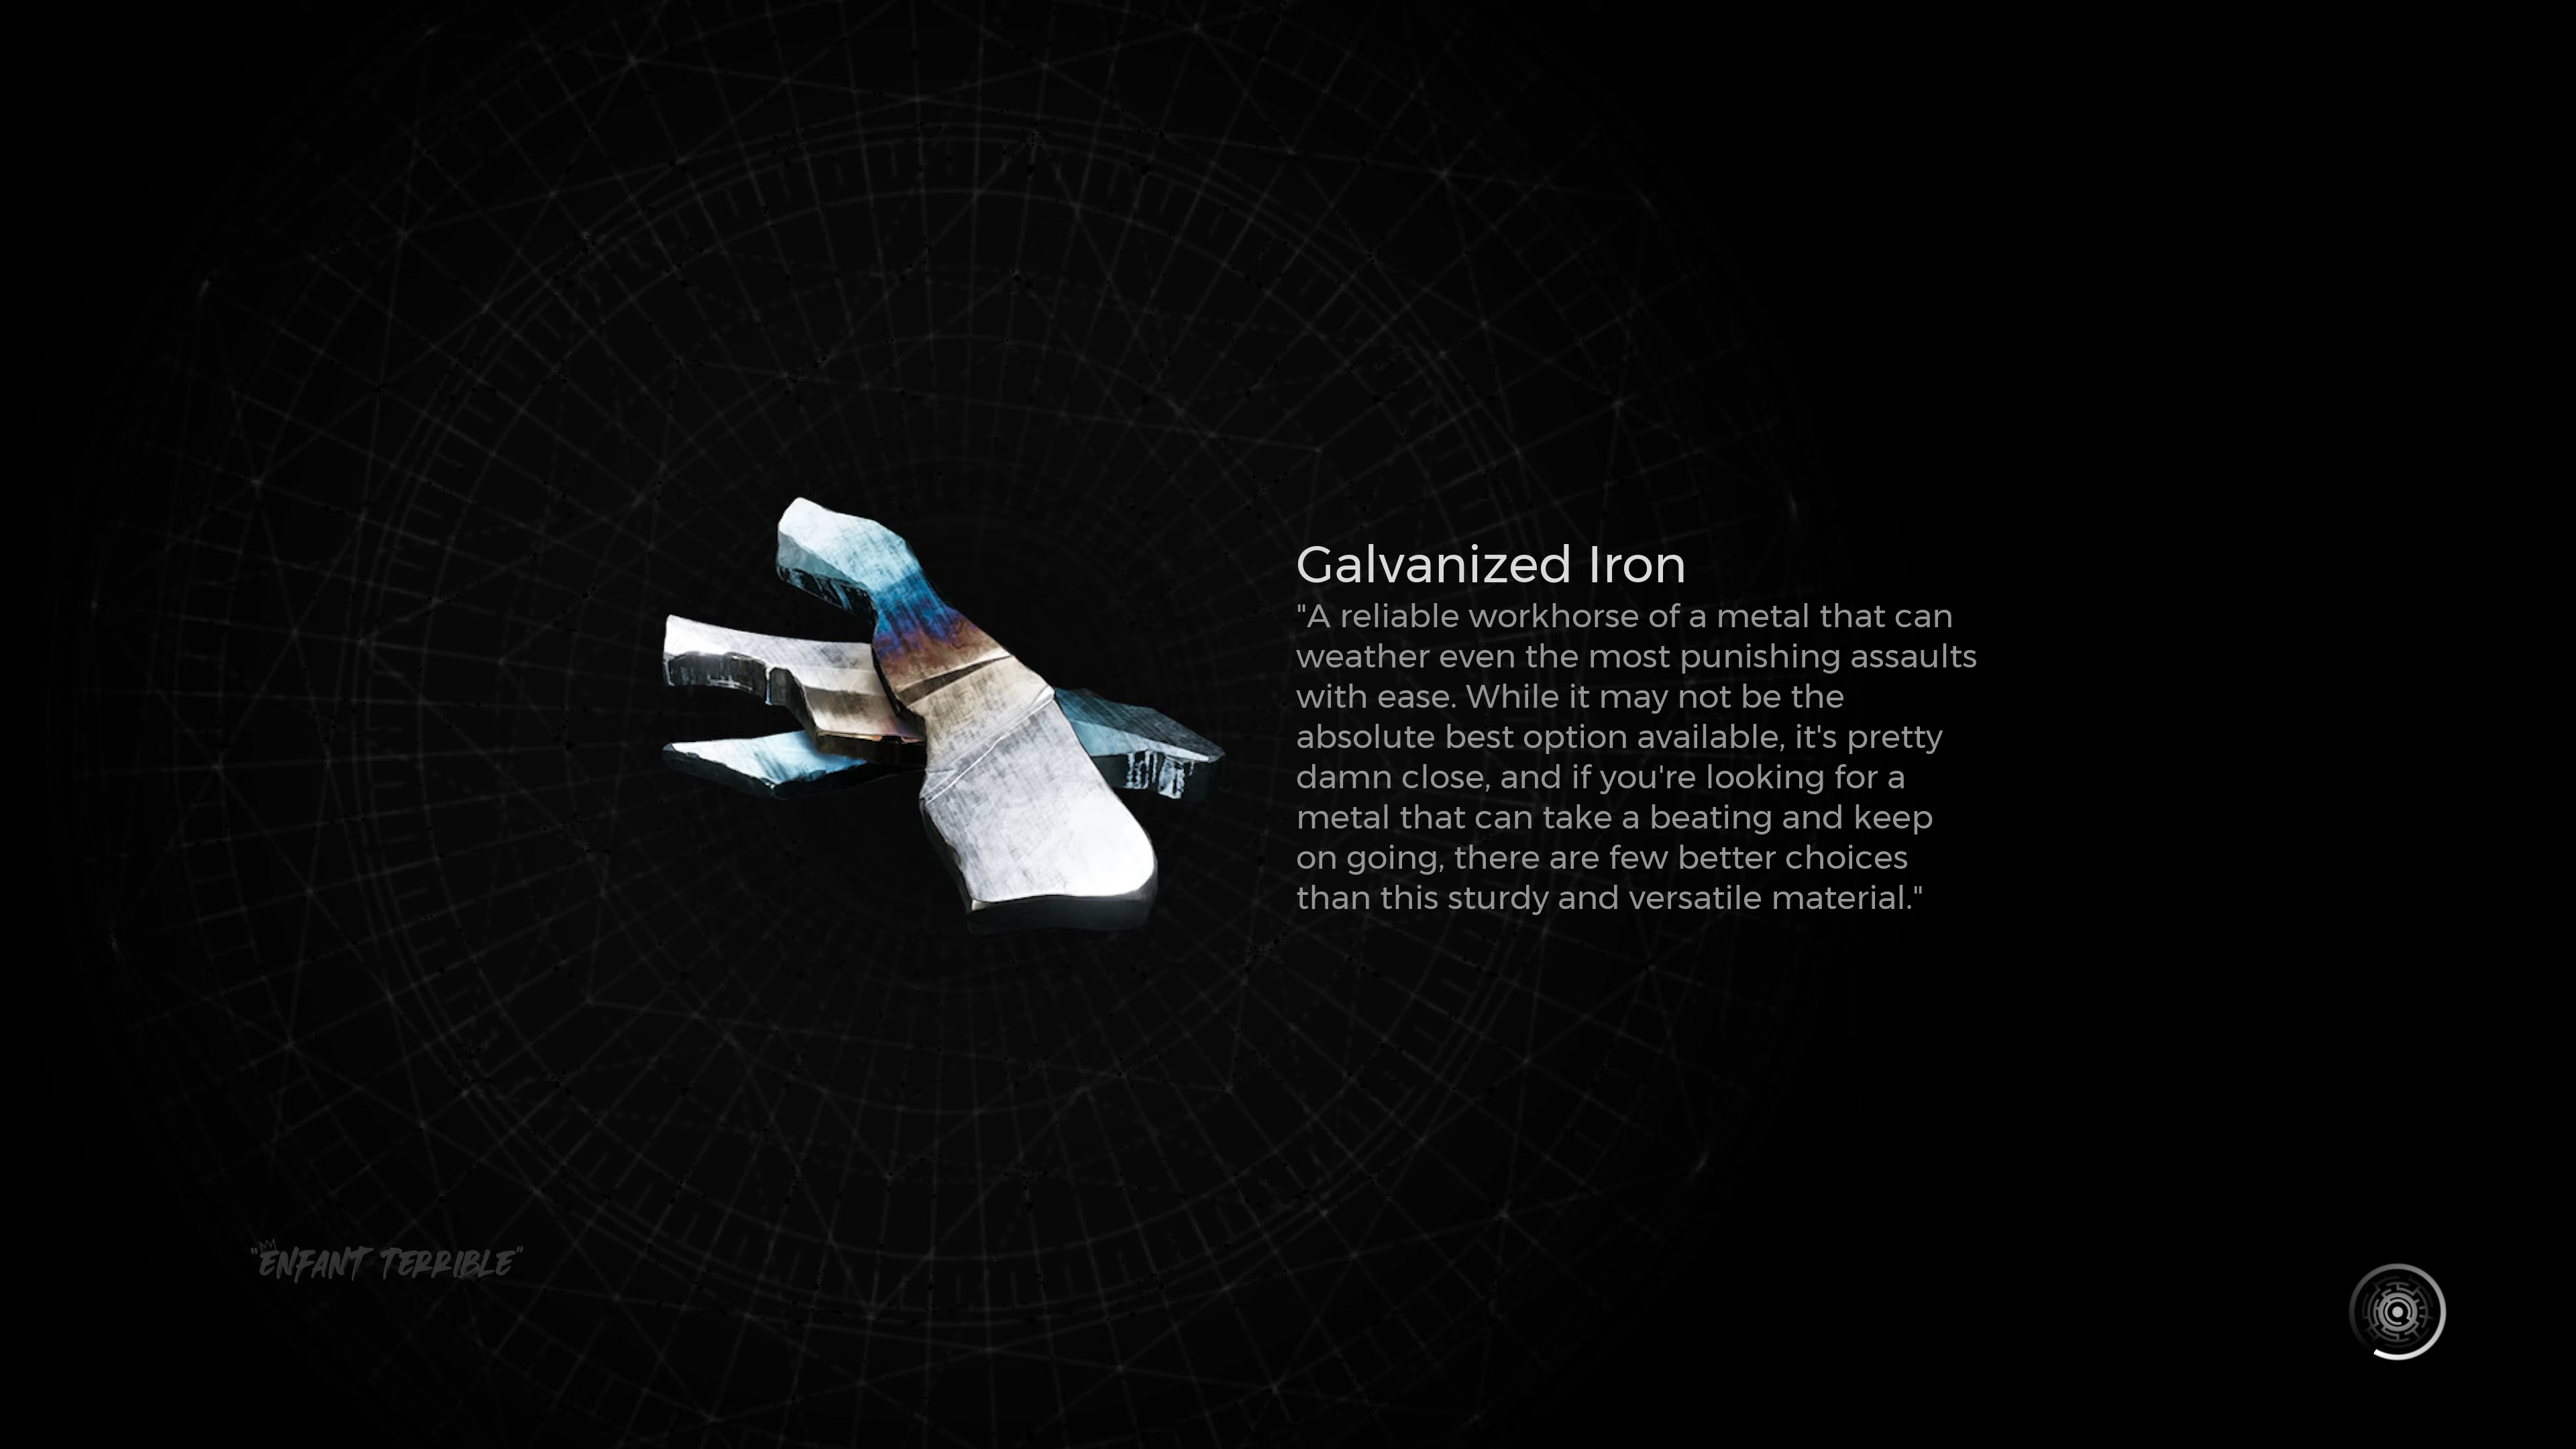 Galvanized Iron
"A reliable workhorse of a metal that can
weather even the most punishing assaults
with ease. While it may not be the
absolute best option available, it's pretty
damn close, and if you're looking for a
metal that can take a beating and keep
on going, there are few better choices
than this sturdy and versatile material."
"ENFANT TERRIBLE"